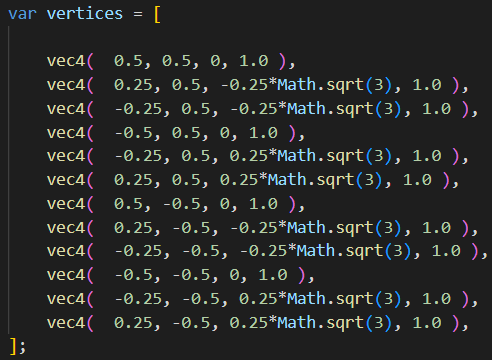 var vertices = [
vec4(  0.5, 0.5, 0, 1.0 ),
vec4(  0.25, 0.5, -0.25*Math.sqrt(3), 1.0 ),
vec4(  -0.25, 0.5, -0.25*Math.sqrt(3), 1.0 ),
vec4(  -0.5, 0.5, 0, 1.0 ),
vec4(  -0.25, 0.5, 0.25*Math.sqrt(3), 1.0 ),
vec4(  0.25, 0.5, 0.25*Math.sqrt(3), 1.0 ),
vec4(  0.5, -0.5, 0, 1.0 ),
vec4(  0.25, -0.5, -0.25*Math.sqrt(3), 1.0 ),
vec4(  -0.25, -0.5, -0.25*Math.sqrt(3), 1.0 ),
vec4(  -0.5, -0.5, 0, 1.0 ),
vec4(  -0.25, -0.5, 0.25*Math.sqrt(3), 1.0 ),
vec4(  0.25, -0.5, 0.25*Math.sqrt(3), 1.0 ),
];